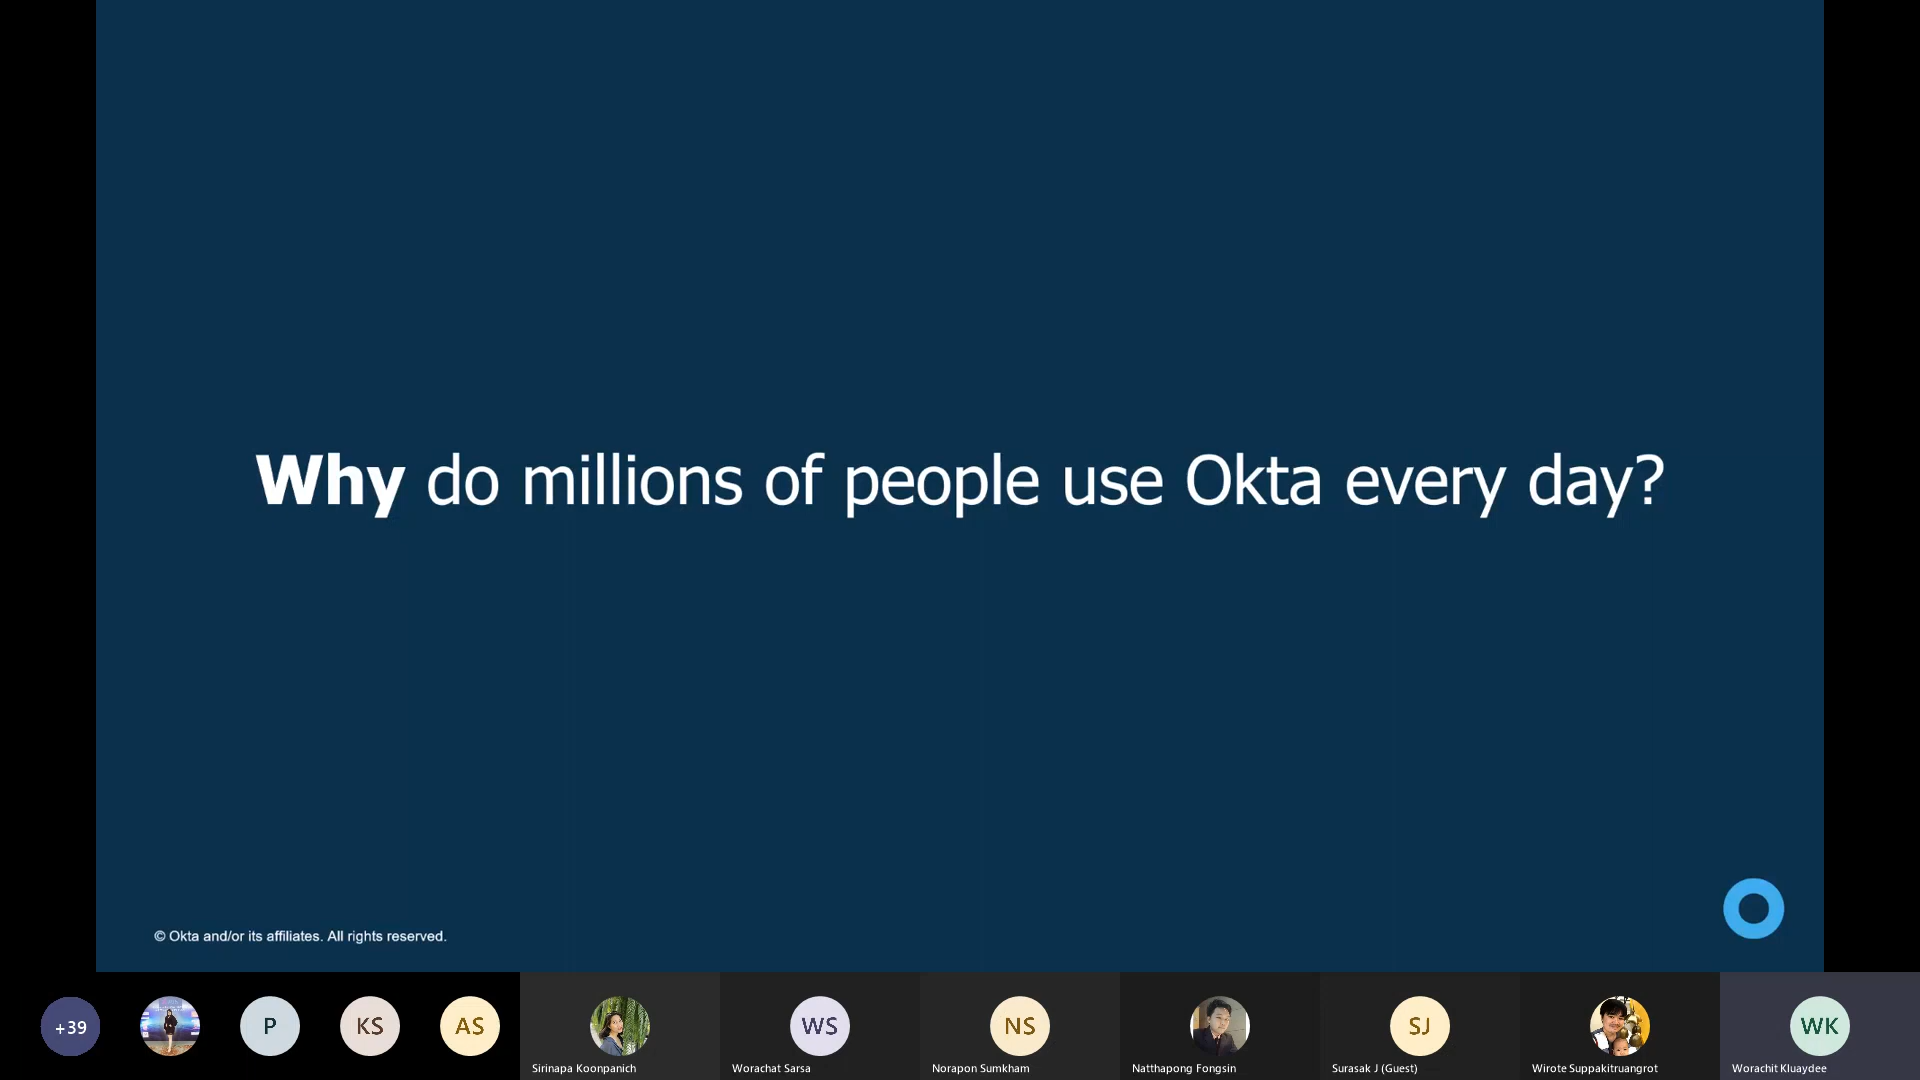 Why do millions of people use Okta every day?
© Okta and/or its affiliates. All rights reserved.
+39
P
KS
AS
WS
NS
SJ
WK
Sirinapa Koonpanich
Worachat Sarsa
Norapon Sumkham
Natthapong Fongsin
Surasak J (Guest)
Wirote Suppakitruangrot
Worachit Kluaydee